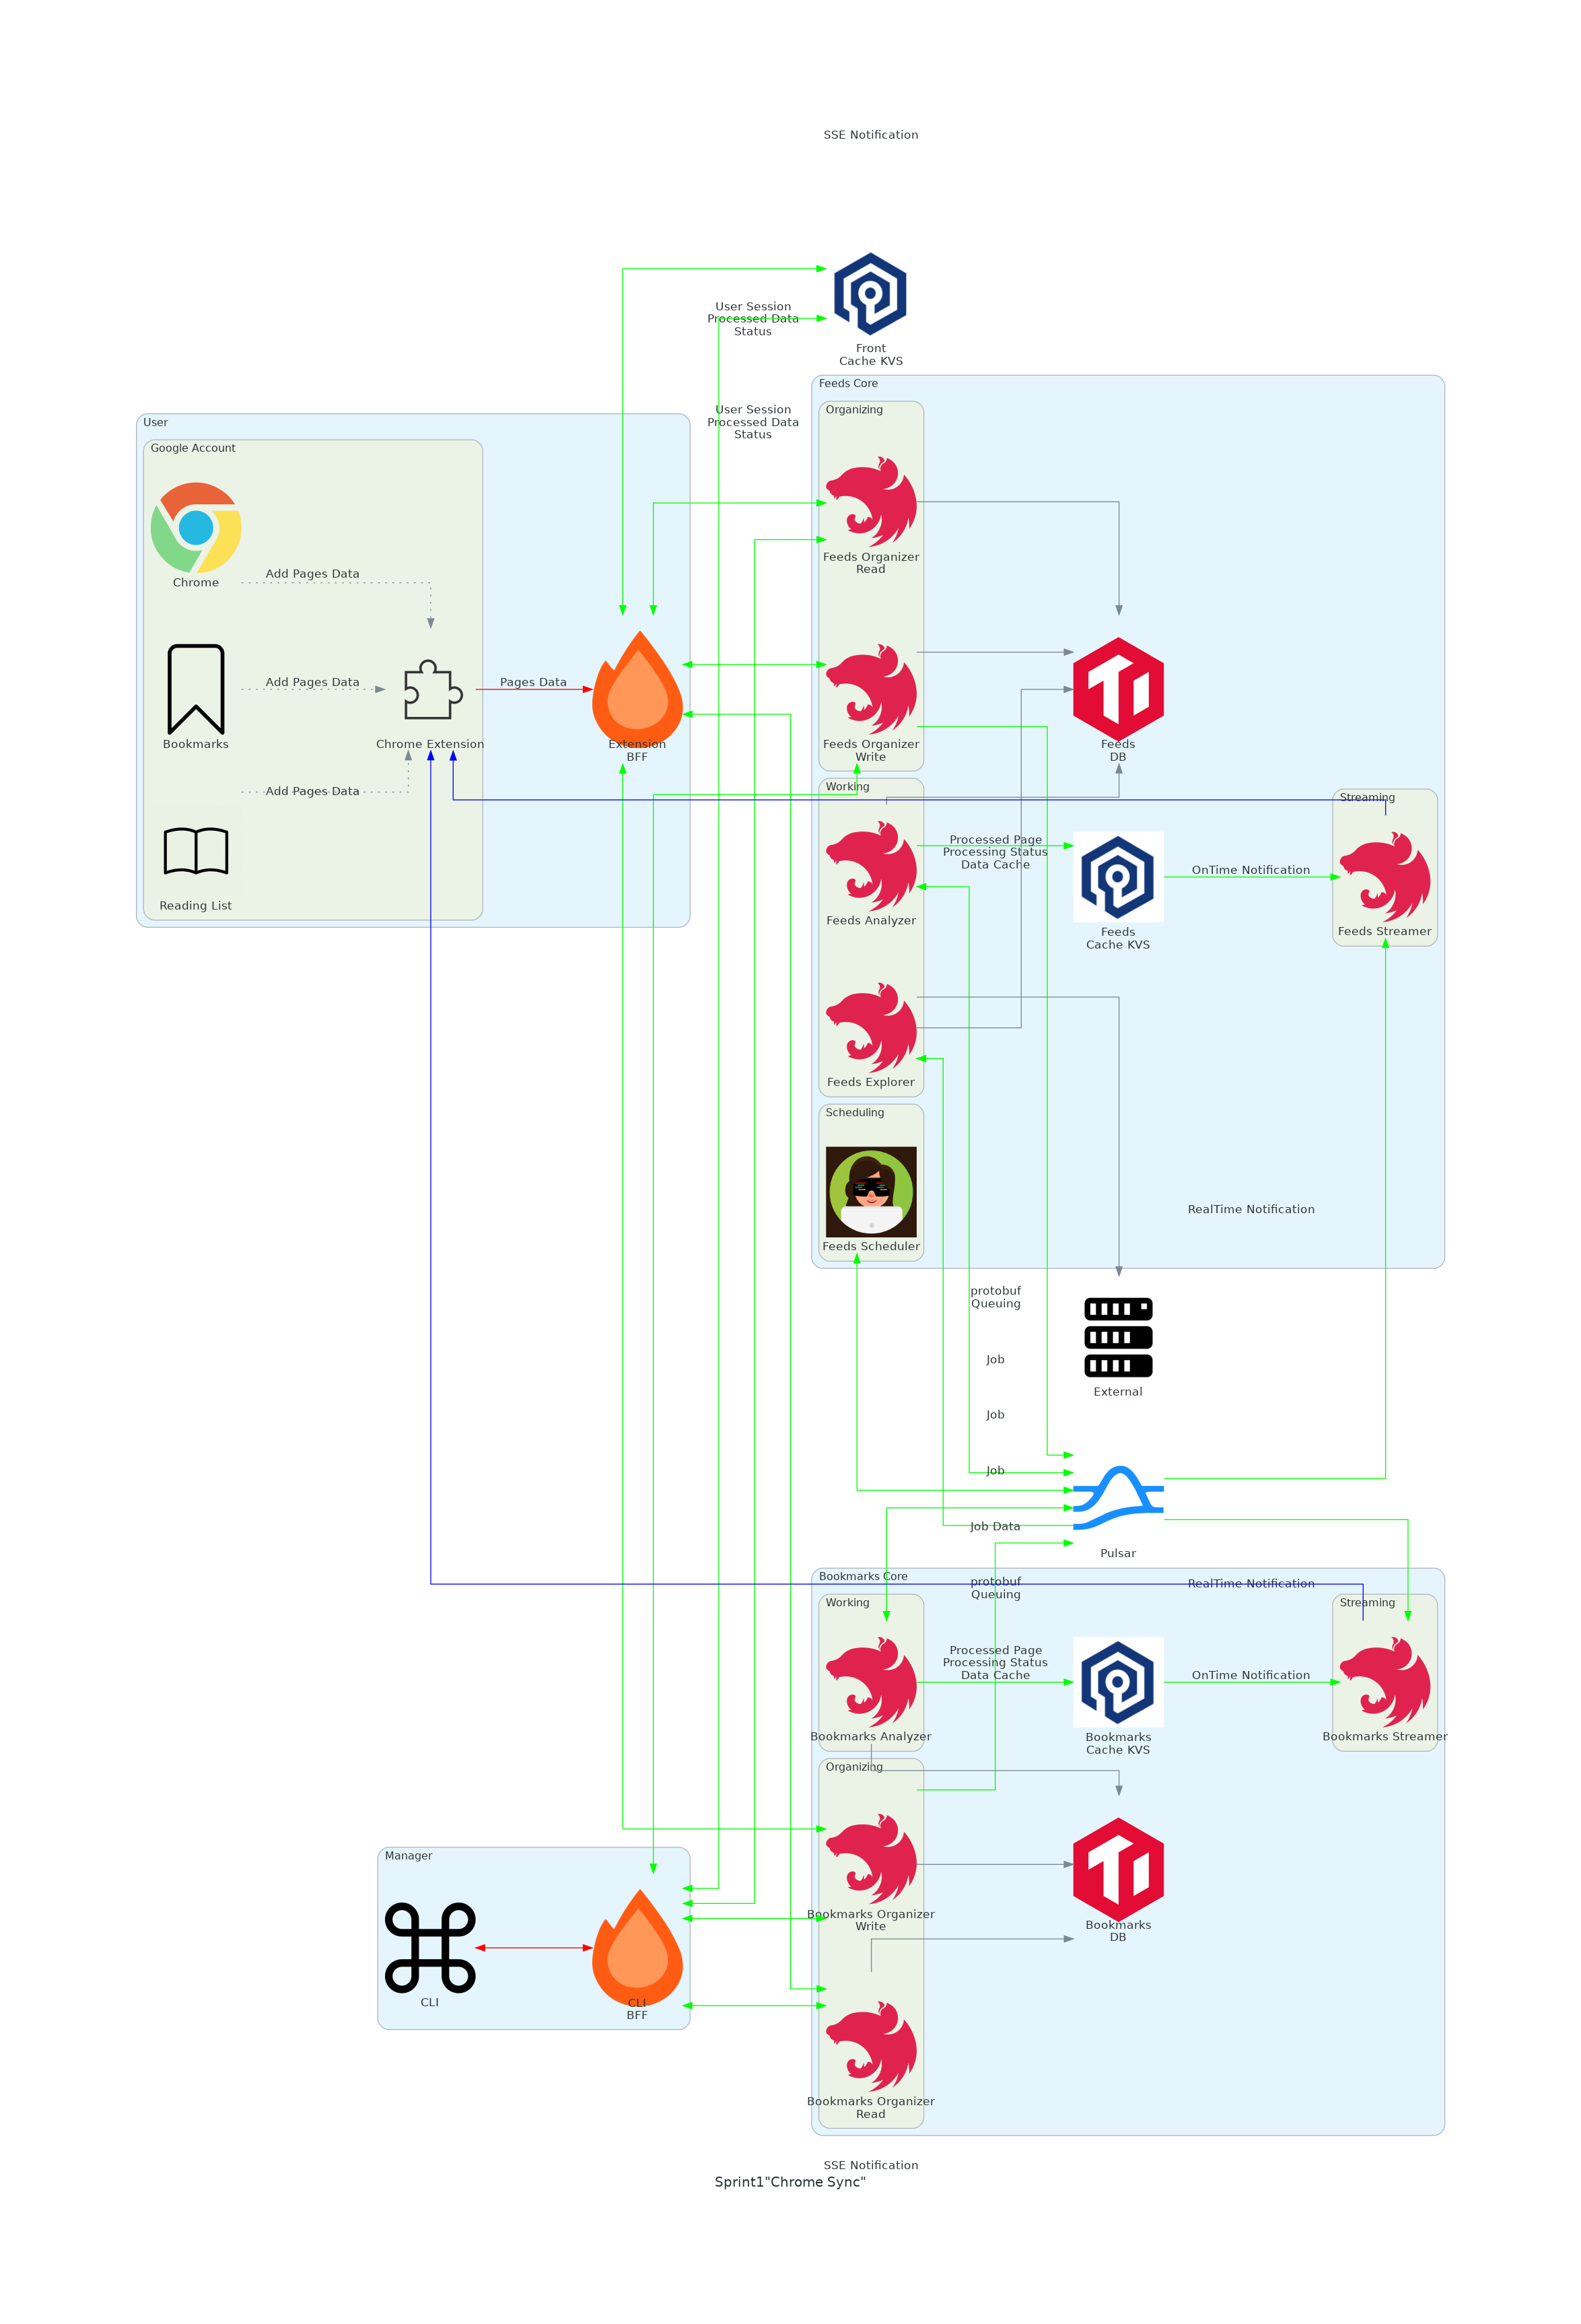 SSE Notification
User Session
Processed Data
Status
Front
Cache KVS
Feeds Core
User Session
Processed Data
Status
Organizing
User
Google Account
Feeds Organizer
Read
Chrome
Add Pages Data
Add Pages Data
Pages Data
Bookmarks
Chrome Extension
Extension
BFF
Feeds Organizer
Write
Feeds
DB
Add Pages Data
Working
Streaming
Processed Page
Processing Status
Data Cache
OnTime Notification
Reading List
Feeds Analyzer
Feeds
Cache KVS
Feeds Streamer
Feeds Explorer
Scheduling
RealTime Notification
Feeds Scheduler
protobuf
Queuing
Job
External
Job
Job
Job Data
Pulsar
Bookmarks Core
protobuf
Queuing
RealTime Notification
Working
Streaming
Processed Page
Processing Status
Data Cache
OnTime Notification
Bookmarks Analyzer
Bookmarks
Cache KVS
Bookmarks Streamer
Organizing
Manager
Bookmarks Organizer
Write
Bookmarks
DB
CLI
CLI
BFF
Bookmarks Organizer
Read
SSE Notification
Sprint1"Chrome Sync"